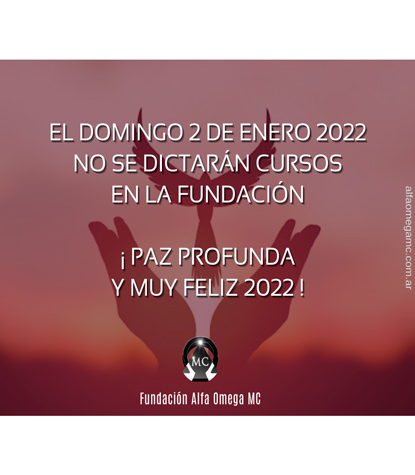 EL DOMINGO 2 DE ENERO 2022
NO SE DICTARÁN CURSOS
EN LA FUNDACIÓN
¡ PAZ PROFUNDA
Y MUY FELIZ 2022 !
alfaomegamc.com.ar
MC
Fundación Alfa Omega MC